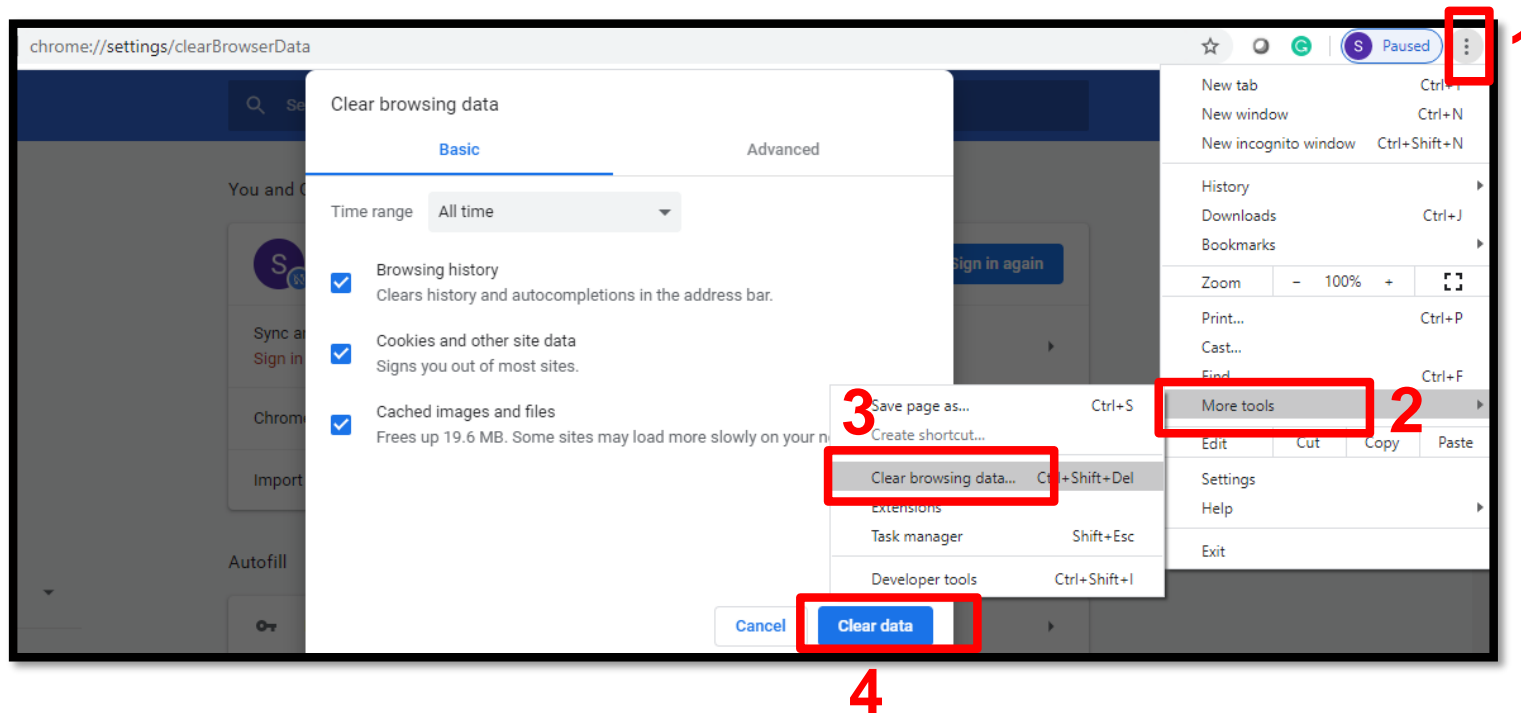 chrome://settings/clearBrowserData
S Paused
1
Se
Clear browsing data
Basic Advanced
Time range All time
Browsing history
Clears history and autocompletions in the address bar.
Cookies and other site data
Signs you out of most sites.
Cached images and files
Frees up 19.6 MB. Some sites may load more slowly on your n
Cancel Clear data
4
You and G
S
Sign in again
Sync an
Sign in
Chrome
Import
Autofill
New tab Ctrl+T
New window Ctrl+N
New incognito window Ctrl+Shift+N
History
Downloads Ctrl+J
Bookmarks
Zoom - 100% +
Print... Ctrl+P
Cast...
Find... Ctrl+F
More tools 2
Edit Cut Copy Paste
Settings
Help
Exit
3
Save page as... Ctrl+S
Create shortcut...
Clear browsing data... Ctrl+Shift+Del
Extensions
Task manager Shift+Esc
Developer tools Ctrl+Shift+I